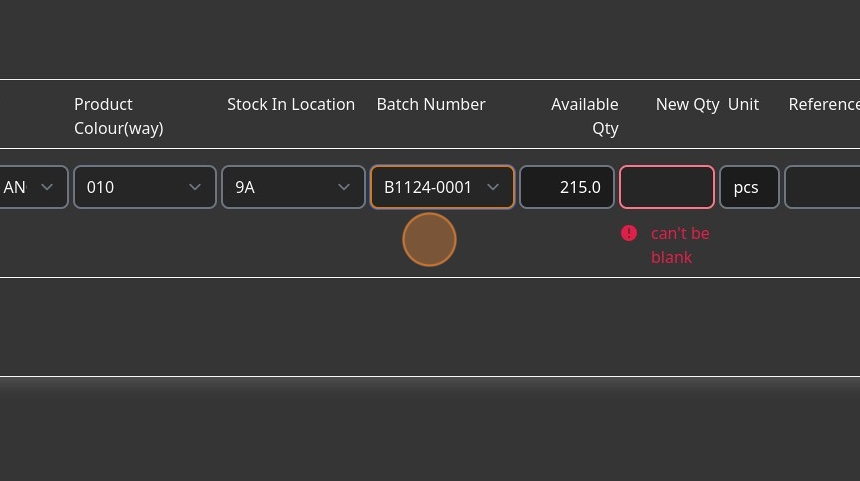 Product Stock In Location Batch Number Available New Qty Unit Reference
Colour(way) Qty
AN 010 9A B1124-0001 215.0 pcs
can't be
blank